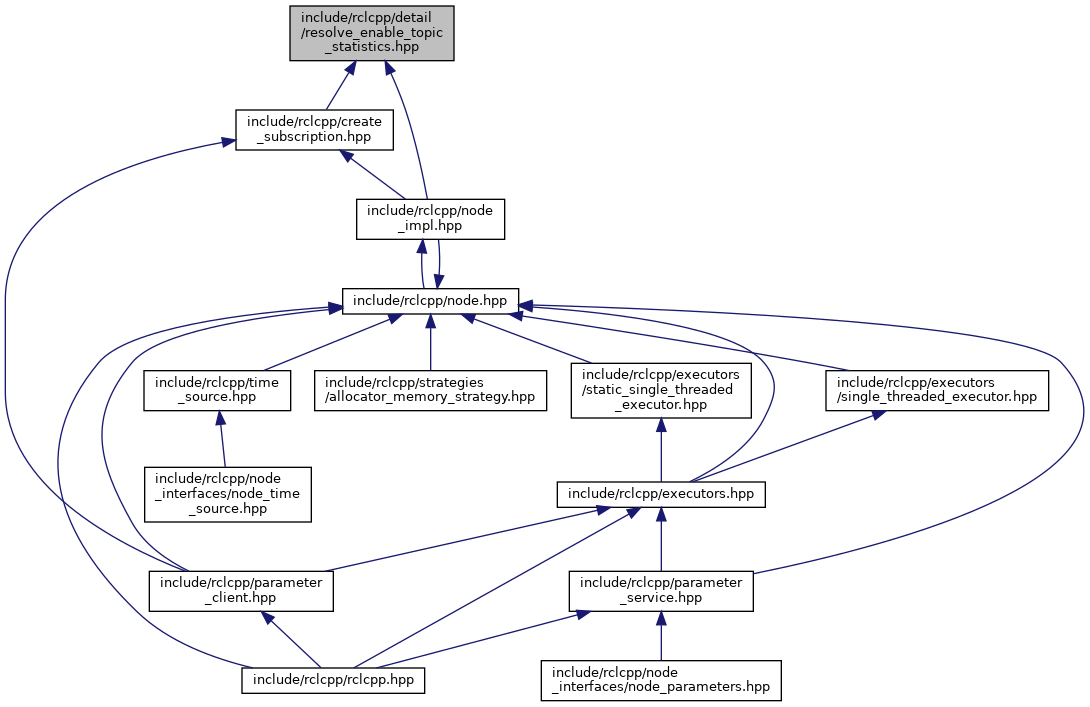 include/rclcpp/detail
/resolve_enable_topic
_statistics.hpp
include/rclcpp/create
_subscription.hpp
include/rclcpp/node
_impl.hpp
include/rclcpp/node.hpp
include/rclcpp/time
_source.hpp
include/rclcpp/strategies
/allocator_memory_strategy.hpp
include/rclcpp/executors
/static_single_threaded
_executor.hpp
include/rclcpp/executors
/single_threaded_executor.hpp
include/rclcpp/node
_interfaces/node_time
_source.hpp
include/rclcpp/executors.hpp
include/rclcpp/parameter
_client.hpp
include/rclcpp/parameter
_service.hpp
include/rclcpp/rclcpp.hpp
include/rclcpp/node
_interfaces/node_parameters.hpp